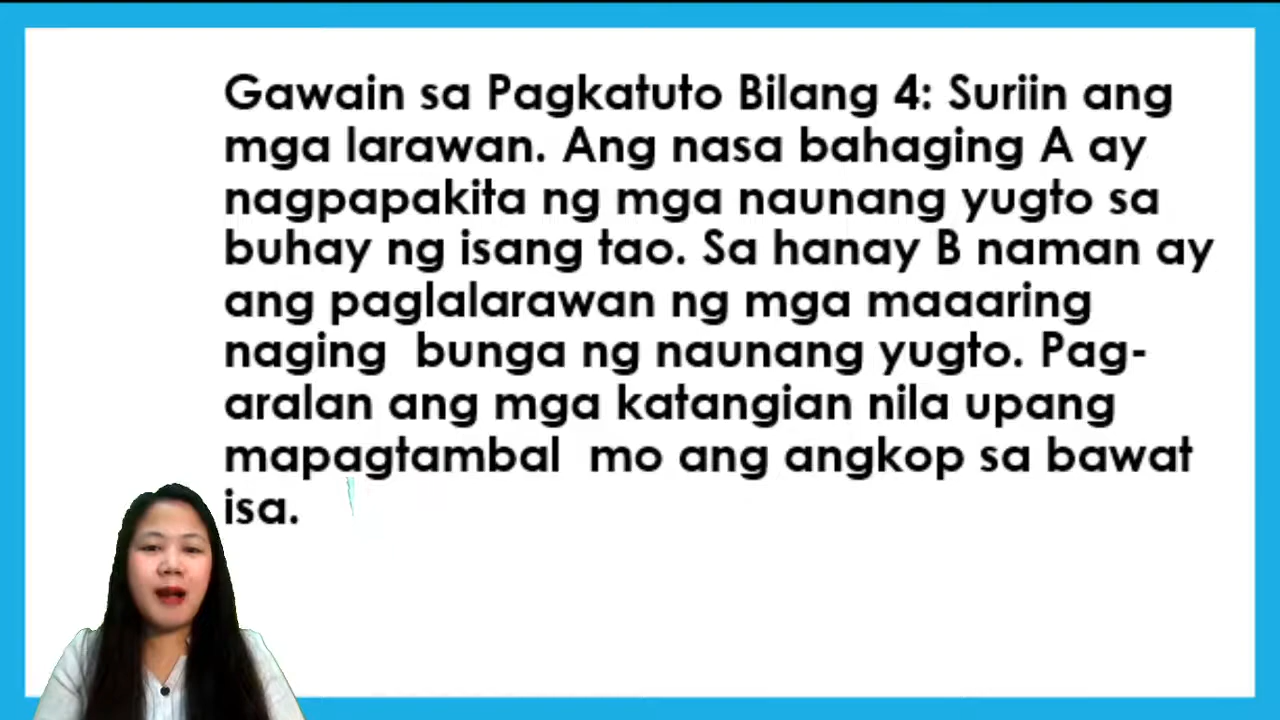 Gawain sa Pagkatuto Bilang 4: Suriin ang
mga larawan. Ang nasa bahaging A ay
nagpapakita ng mga naunang yugto sa
buhay ng isang tao. Sa hanay B naman ay
ang paglalarawan ng mga maaaring
naging bunga ng naunang yugto. Pag-
aralan ang mga katangian nila upang
mapagtambal mo ang angkop sa bawat
isa.